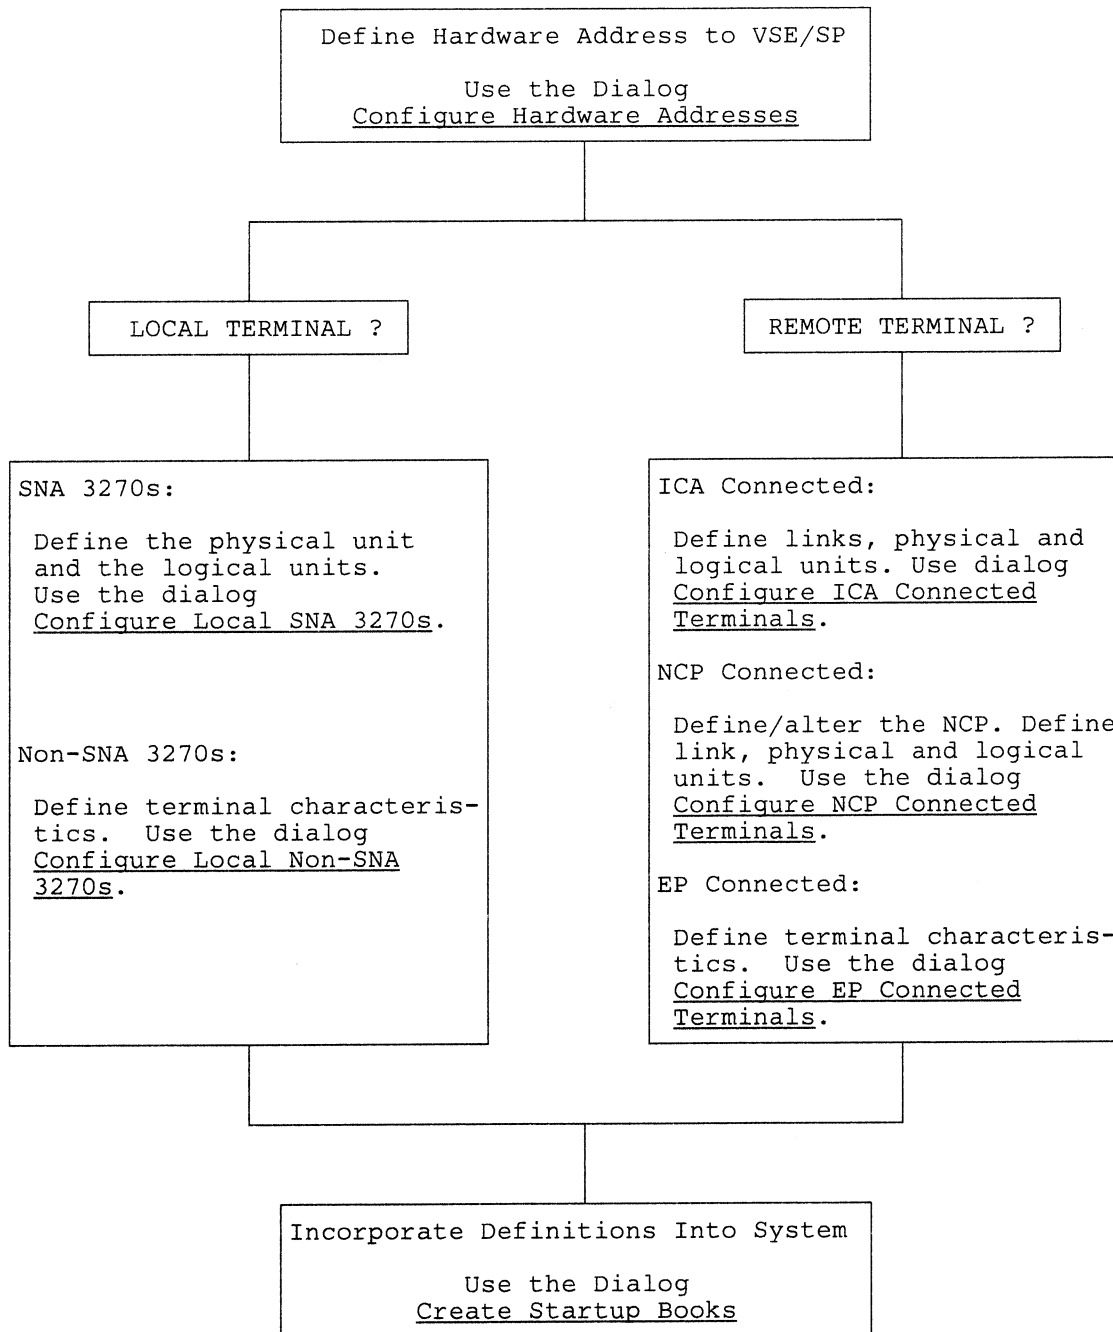 Define Hardware Address to VSE/SP
Use the Dialog
Configure Hardware Addresses
LOCAL TERMINAL ?
REMOTE TERMINAL ?
SNA 3270s:
Define the physical unit
and the logical units.
Use the dialog
Configure Local SNA 3270s.
Non-SNA 3270s:
Define terminal characteris-
tics.  Use the dialog
Configure Local Non-SNA
3270s.
ICA Connected:
Define links, physical and
logical units. Use dialog
Configure ICA Connected
Terminals.
NCP Connected:
Define/alter the NCP. Define
link, physical and logical
units.  Use the dialog
Configure NCP Connected
Terminals.
EP Connected:
Define terminal characteris-
tics.  Use the dialog
Configure EP Connected
Terminals.
Incorporate Definitions Into System
Use the Dialog
Create Startup Books